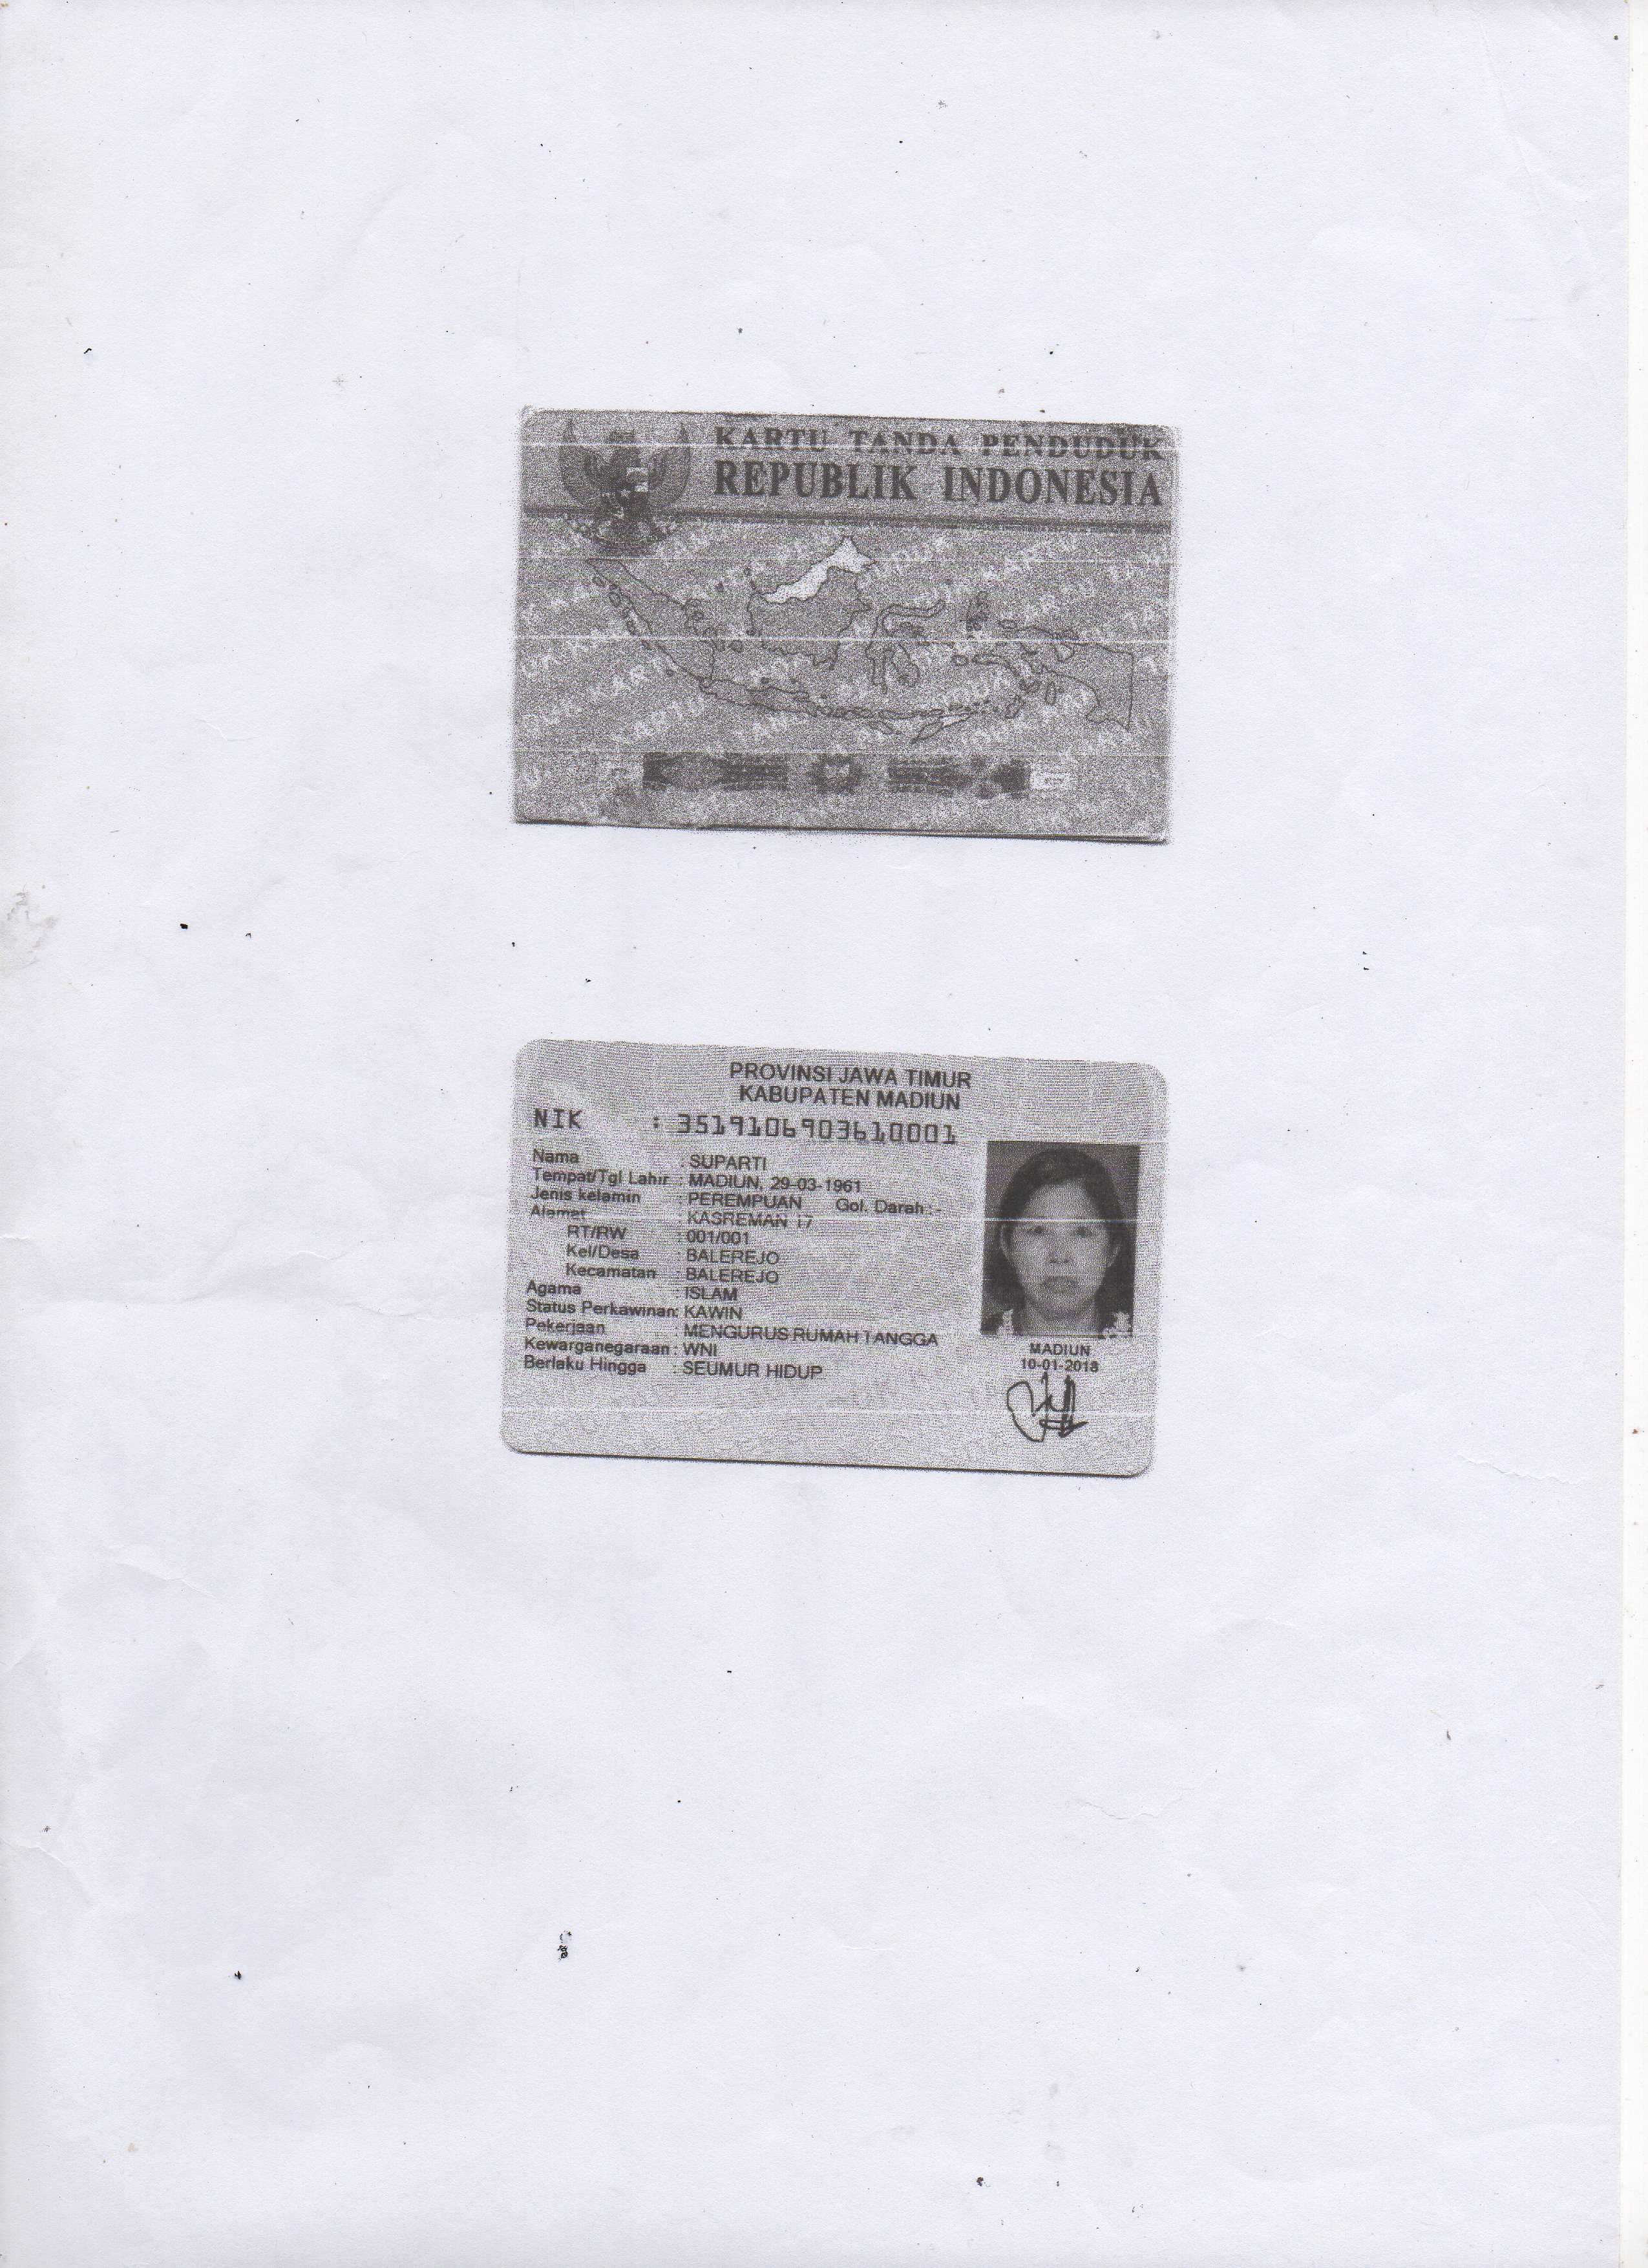 KARTU TANDA PENDUDUK
REPUBLIK INDONESIA
PROVINSI JAWA TIMUR
KABUPATEN MADIUN
NIK : 3519106903610001
Nama : SUPARTI
Tempat/Tgl Lahir : MADIUN, 29-03-1961
Jenis kelamin : PEREMPUAN Gol. Darah : -
Alamat : KASREMAN 17
RT/RW : 001/001
Kel/Desa : BALEREJO
Kecamatan : BALEREJO
Agama : ISLAM
Status Perkawinan: KAWIN
Pekerjaan : MENGURUS RUMAH TANGGA
Kewarganegaraan : WNI
Berlaku Hingga : SEUMUR HIDUP
MADIUN
10-01-2018